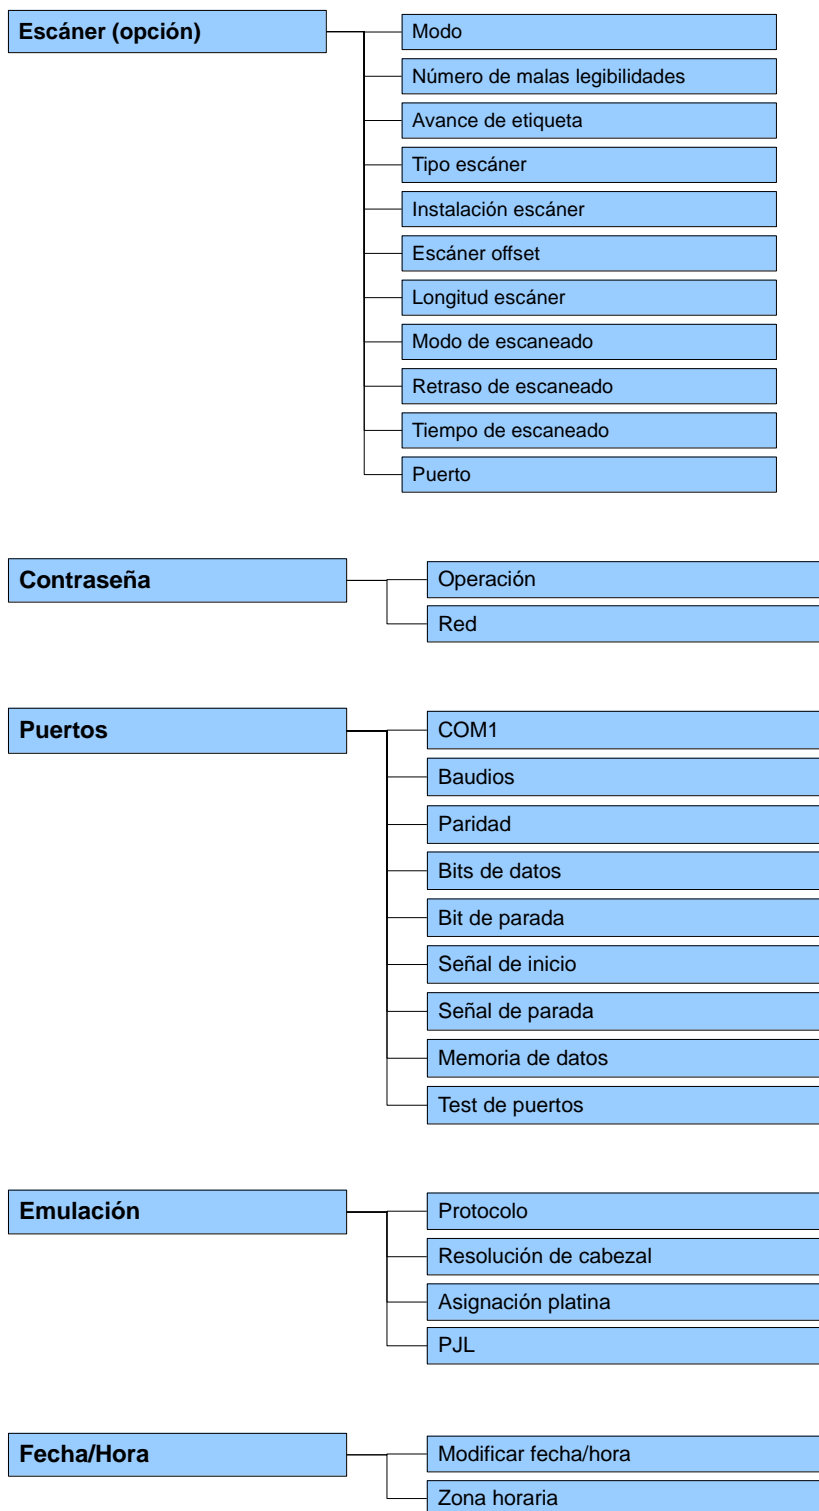 Escáner (opción)
Modo
Número de malas legibilidades
Avance de etiqueta
Tipo escáner
Instalación escáner
Escáner offset
Longitud escáner
Modo de escaneado
Retraso de escaneado
Tiempo de escaneado
Puerto
Contraseña
Operación
Red
Puertos
COM1
Baudios
Paridad
Bits de datos
Bit de parada
Señal de inicio
Señal de parada
Memoria de datos
Test de puertos
Emulación
Protocolo
Resolución de cabezal
Asignación platina
PJL
Fecha/Hora
Modificar fecha/hora
Zona horaria